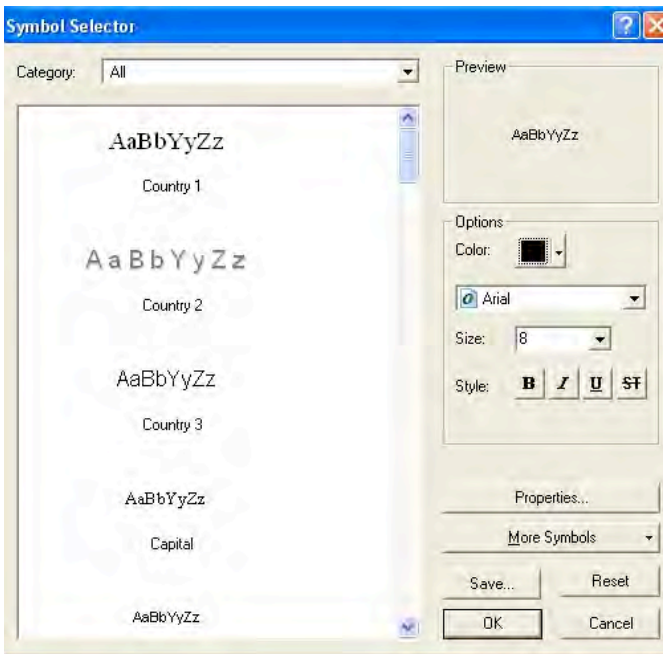 Symbol Selector
Category: All
AaBbYyZz
Country 1
AaBbYyZz
Country 2
AaBbYyZz
Country 3
AaBbYyZz
Capital
AaBbYyZz
Preview
AaBbYyZz
Options
Color:
Arial
Size: 8
Style: B I U ST
Properties...
More Symbols
Save... Reset
OK Cancel